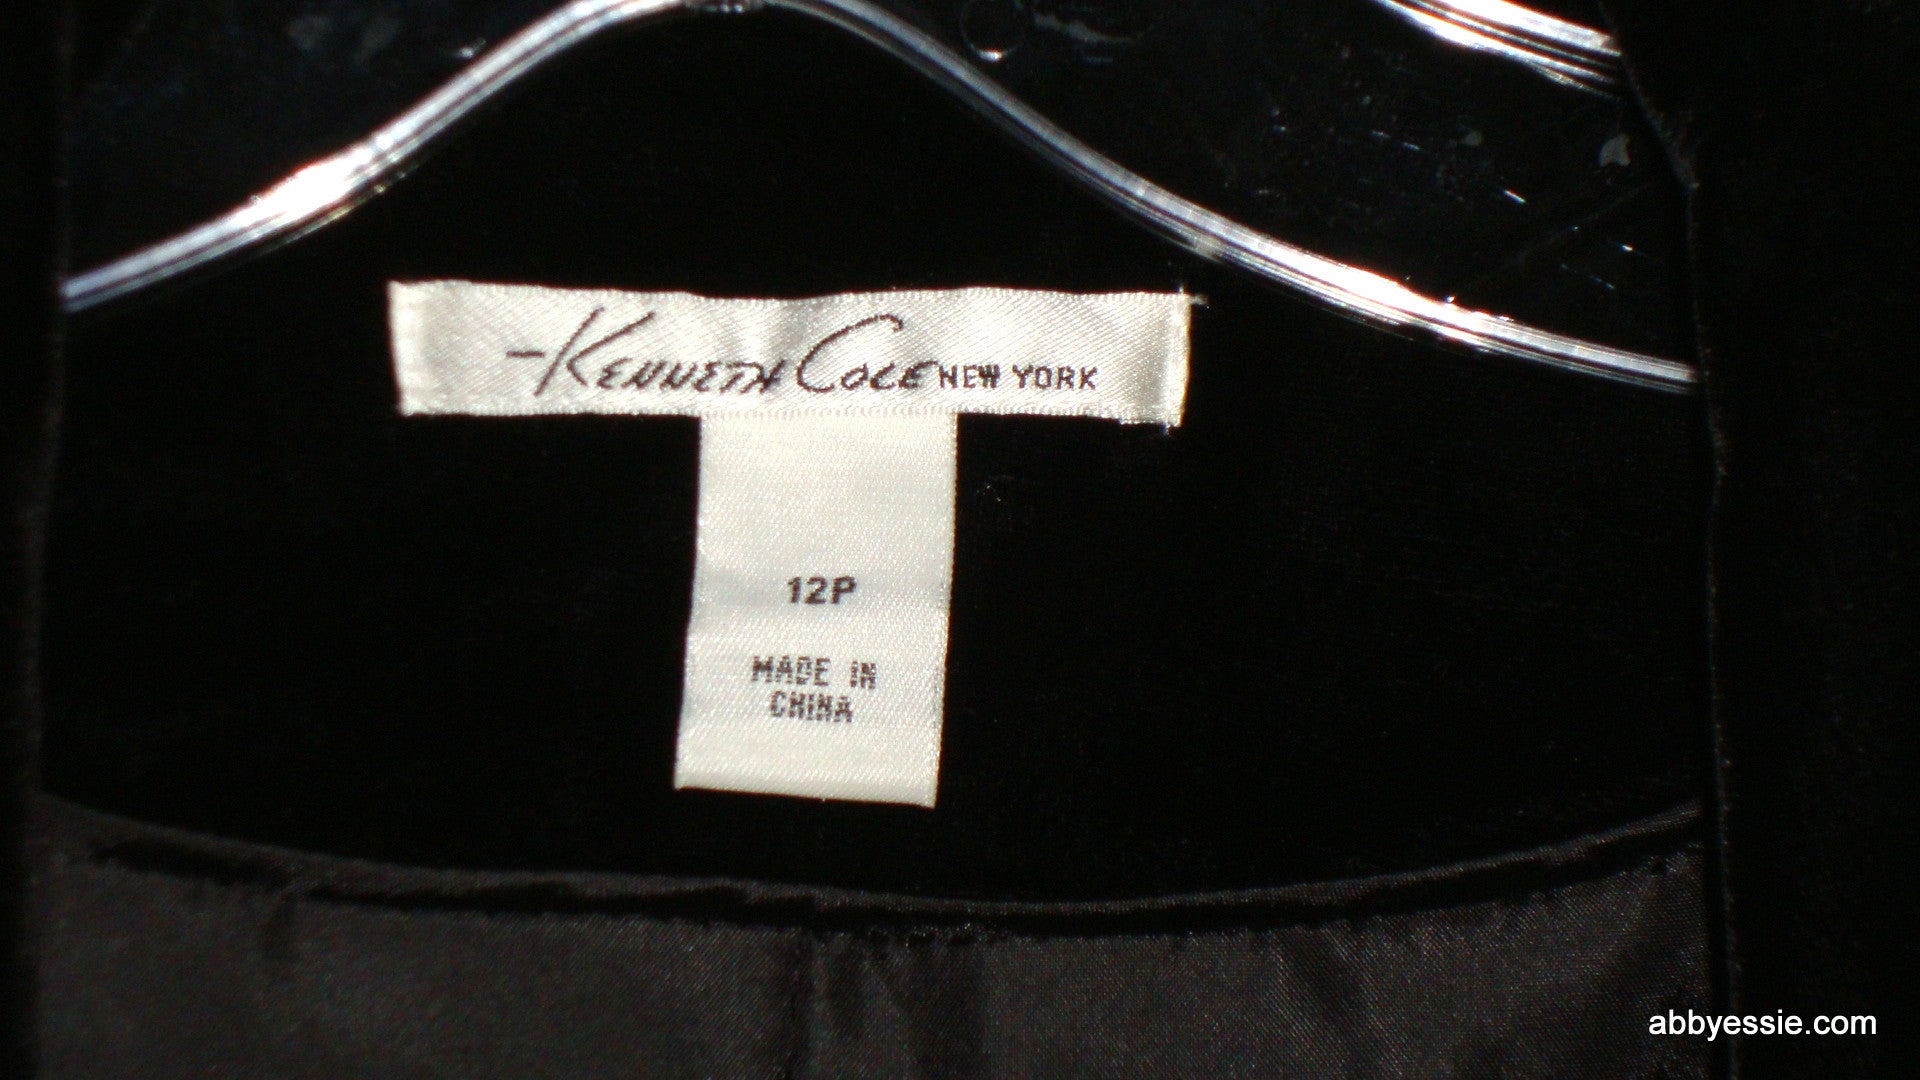 Kenneth Cole NEW YORK
12P
MADE IN
CHINA
abbyessie.com